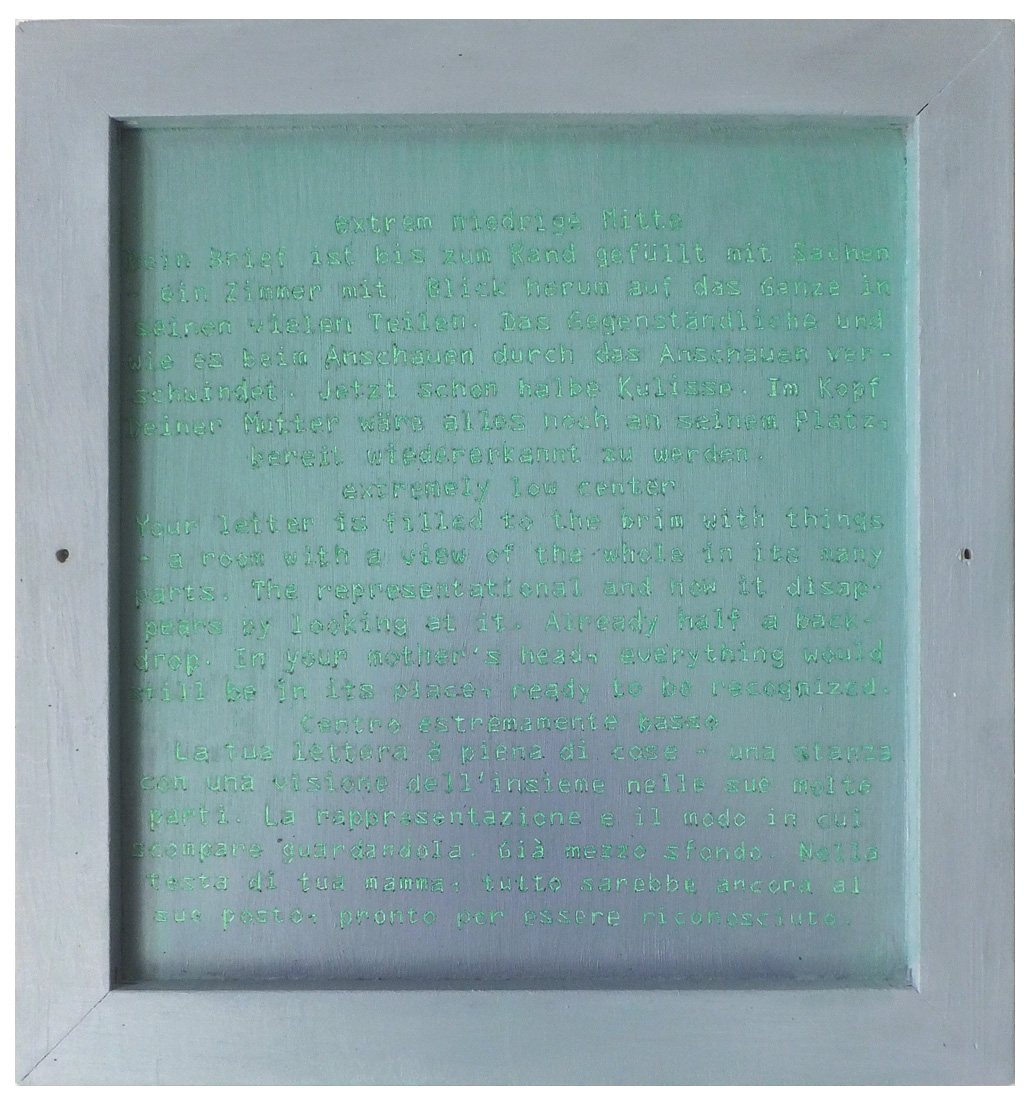 extrem niedrige Mitte
Dein Brief ist bis zum Rand gefüllt mit Sachen
- ein Zimmer mit Blick herum auf das Ganze in
seinen vielen Teilen. Das Gegenständliche und
wie es beim Anschauen durch das Anschauen ver-
schwindet. Jetzt schon halbe Kulisse. Im Kopf
deiner Mutter wäre alles noch an seinem Platz,
bereit wiedererkannt zu werden.
extremely low center
Your letter is filled to the brim with things
- a room with a view of the whole in its many
parts. The representational and how it disap-
pears by looking at it. Already half a back-
drop. In your mother's head, everything would
still be in its place, ready to be recognized.
Centro estremamente basso
La tua lettera è piena di cose - una stanza
con una visione dell'insieme nelle sue molte
parti. La rappresentazione e il modo in cui
scompare guardandola. Già mezzo sfondo. Nella
testa di tua mamma, tutto sarebbe ancora al
suo posto, pronto per essere riconosciuto.